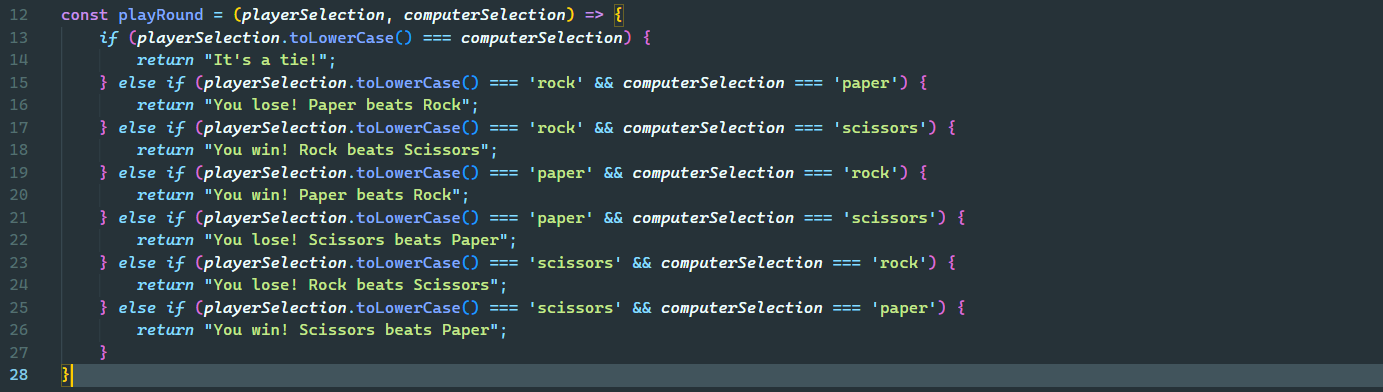 12 const playRound = (playerSelection, computerSelection) => {
13     if (playerSelection.toLowerCase() === computerSelection) {
14         return "It's a tie!";
15     } else if (playerSelection.toLowerCase() === 'rock' && computerSelection === 'paper') {
16         return "You lose! Paper beats Rock";
17     } else if (playerSelection.toLowerCase() === 'rock' && computerSelection === 'scissors') {
18         return "You win! Rock beats Scissors";
19     } else if (playerSelection.toLowerCase() === 'paper' && computerSelection === 'rock') {
20         return "You win! Paper beats Rock";
21     } else if (playerSelection.toLowerCase() === 'paper' && computerSelection === 'scissors') {
22         return "You lose! Scissors beats Paper";
23     } else if (playerSelection.toLowerCase() === 'scissors' && computerSelection === 'rock') {
24         return "You lose! Rock beats Scissors";
25     } else if (playerSelection.toLowerCase() === 'scissors' && computerSelection === 'paper') {
26         return "You win! Scissors beats Paper";
27     }
28 }